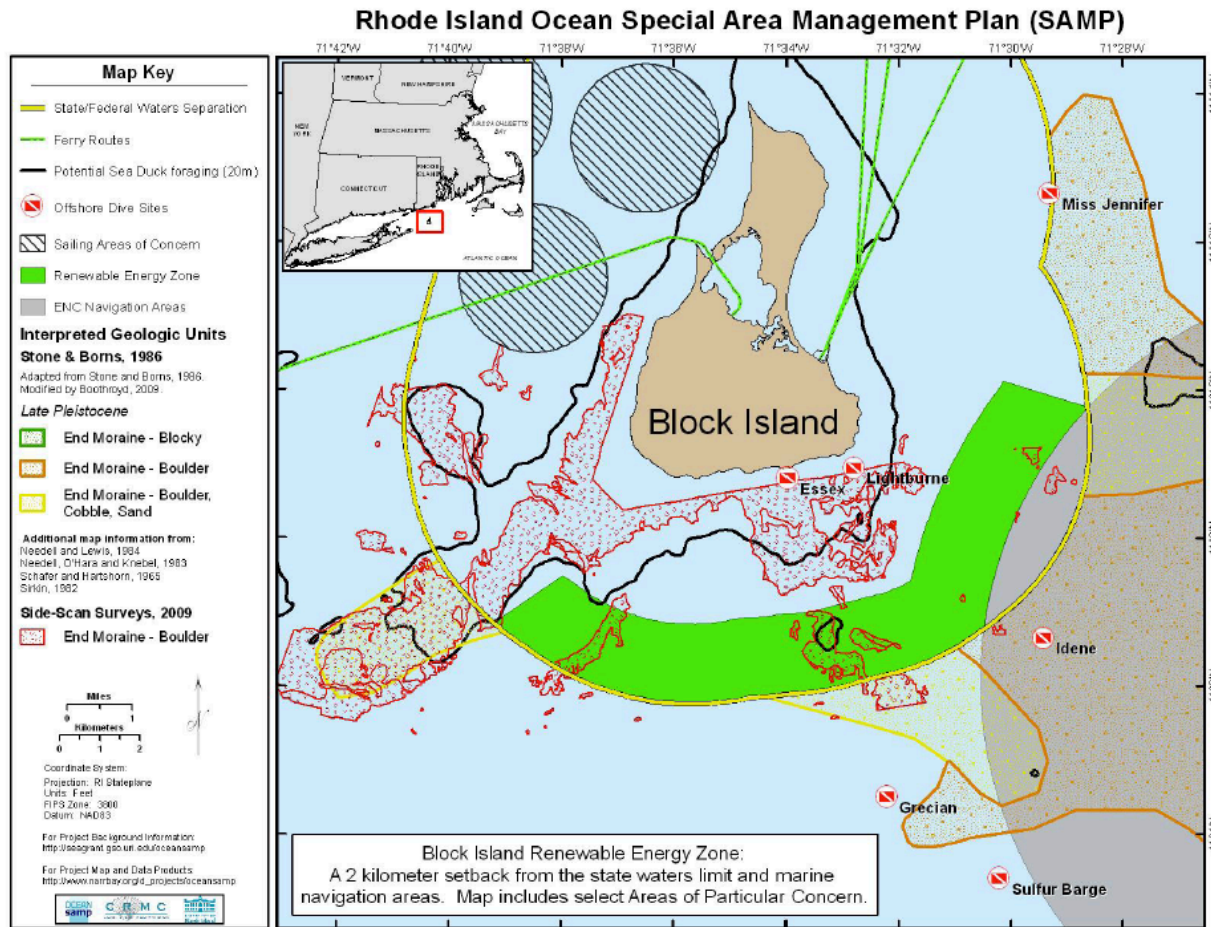 Rhode Island Ocean Special Area Management Plan (SAMP)
71°42'W 71°40'W 71°38'W 71°36'W 71°34'W 71°32'W 71°30'W 71°28'W
Map Key
State/Federal Waters Separation
Ferry Routes
Potential Sea Duck foraging (20m)
Offshore Dive Sites
Sailing Areas of Concern
Renewable Energy Zone
ENC Navigation Areas
Interpreted Geologic Units
Stone & Borns, 1986
Adapted from Stone and Borns, 1986.
Modified by Boothroyd, 2009.
Late Pleistocene
End Moraine - Blocky
End Moraine - Boulder
End Moraine - Boulder,
Cobble, Sand
Additional map information from:
Needell and Lewis, 1984
Needell, O'Hara and Knebel, 1983
Schafer and Hartshorn, 1965
Sirkin, 1982
Side-Scan Surveys, 2009
End Moraine - Boulder
Miles
0 1
Kilometers
0 1 2
N
Coordinate System:
Projection: RI Stateplane
Units: Feet
FIPS Zone: 3800
Datum: NAD83
For Project Background Information:
http://seagrant.gso.uri.edu/oceansamp
For Project Map and Data Products:
OCEAN
samp
CRMC
VERMONT
NEW HAMPSHIRE
NEW
YORK
MASSACHUSETTS
MASSACHUSETTS
BAY
CONNECTICUT
RHODE
ISLAND
ATLANTIC OCEAN
Miss Jennifer
Block Island
Essex
Lightburne
Idene
Grecian
Sulfur Barge
Block Island Renewable Energy Zone:
A 2 kilometer setback from the state waters limit and marine
navigation areas. Map includes select Areas of Particular Concern.